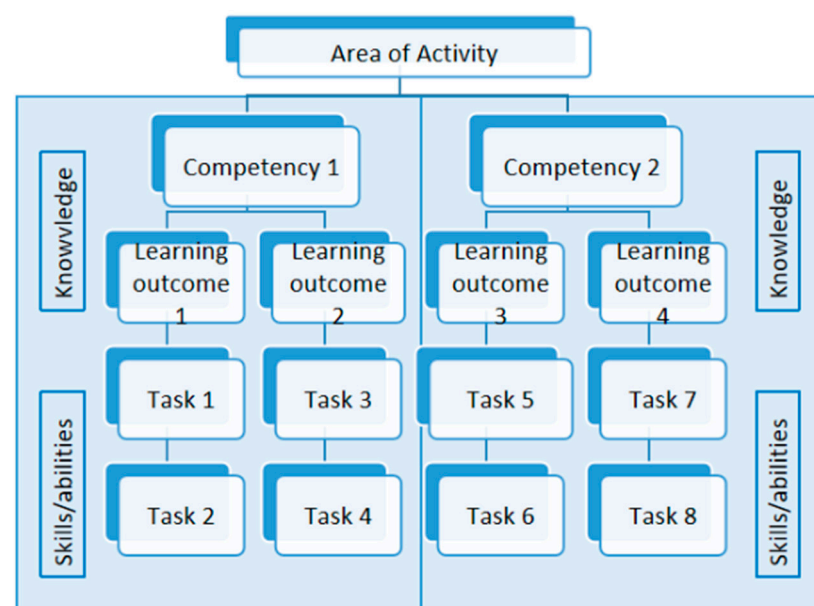 Area of Activity
Competency 1
Competency 2
Knowvledge
Knowledge
Learning
outcome
1
Learning
outcome
2
Learning
outcome
3
Learning
outcome
4
Task 1
Task 3
Task 5
Task 7
Skills/abilities
Skills/abilities
Task 2
Task 4
Task 6
Task 8